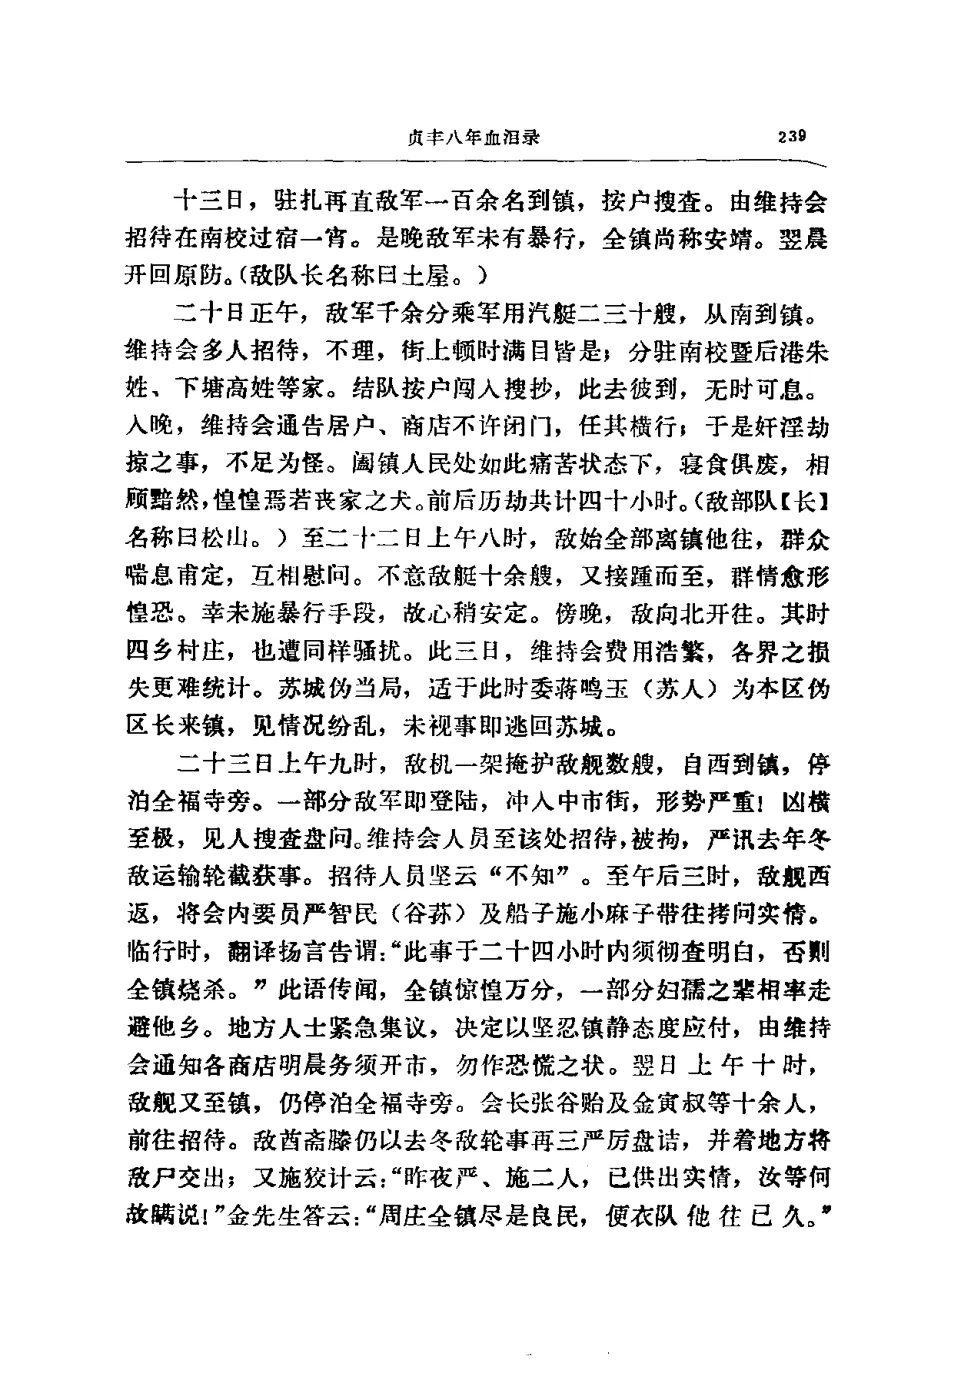 贞丰八年血泪录 239
十三日，驻扎再直敌军一百余名到镇，按户搜查。由维持会
招待在南校过宿一宵。是晚敌军未有暴行，全镇尚称安靖。翌晨
开回原防。（敌队长名称曰土屋。）
二十日正午，敌军千余分乘军用汽艇二三十艘，从南到镇。
维持会多人招待，不理，街上顿时满目皆是；分驻南校暨后港朱
姓、下塘高姓等家。结队按户闯入搜抄，此去彼到，无时可息。
入晚，维持会通告居户、商店不许闭门，任其横行；于是奸淫劫
掠之事，不足为怪。阖镇人民处如此痛苦状态下，寝食俱废，相
顾黯然，惶惶焉若丧家之犬。前后历劫共计四十小时。（敌部队【长】
名称曰松山。）至二十二日上午八时，敌始全部离镇他往，群众
喘息甫定，互相慰问。不意敌艇十余艘，又接踵而至，群情愈形
惶恐。幸未施暴行手段，故心稍安定。傍晚，敌向北开往。其时
四乡村庄，也遭同样骚扰。此三日，维持会费用浩繁，各界之损
失更难统计。苏城伪当局，适于此时委蒋鸣玉（苏人）为本区伪
区长来镇，见情况纷乱，未视事即逃回苏城。
二十三日上午九时，敌机一架掩护敌舰数艘，自西到镇，停
泊全福寺旁。一部分敌军即登陆，冲入中市街，形势严重！凶横
至极，见人搜查盘问。维持会人员至该处招待，被拘，严讯去年冬
敌运输轮截获事。招待人员坚云“不知”。至午后三时，敌舰西
返，将会内要员严智民（谷荪）及船子施小麻子带往拷问实情。
临行时，翻译扬言告谓：“此事于二十四小时内须彻查明白，否则
全镇烧杀。”此语传闻，全镇惊惶万分，一部分妇孺之辈相率走
避他乡。地方人士紧急集议，决定以坚忍镇静态度应付，由维持
会通知各商店明晨务须开市，勿作恐慌之状。翌日上午十时，
敌舰又至镇，仍停泊全福寺旁。会长张谷贻及金寅叔等十余人，
前往招待。敌酋斋滕仍以去冬敌轮事再三严厉盘诘，并着地方将
敌尸交出；又施狡计云：“昨夜严、施二人，已供出实情，汝等何
故瞒说！”金先生答云：“周庄全镇尽是良民，便衣队他往已久。”